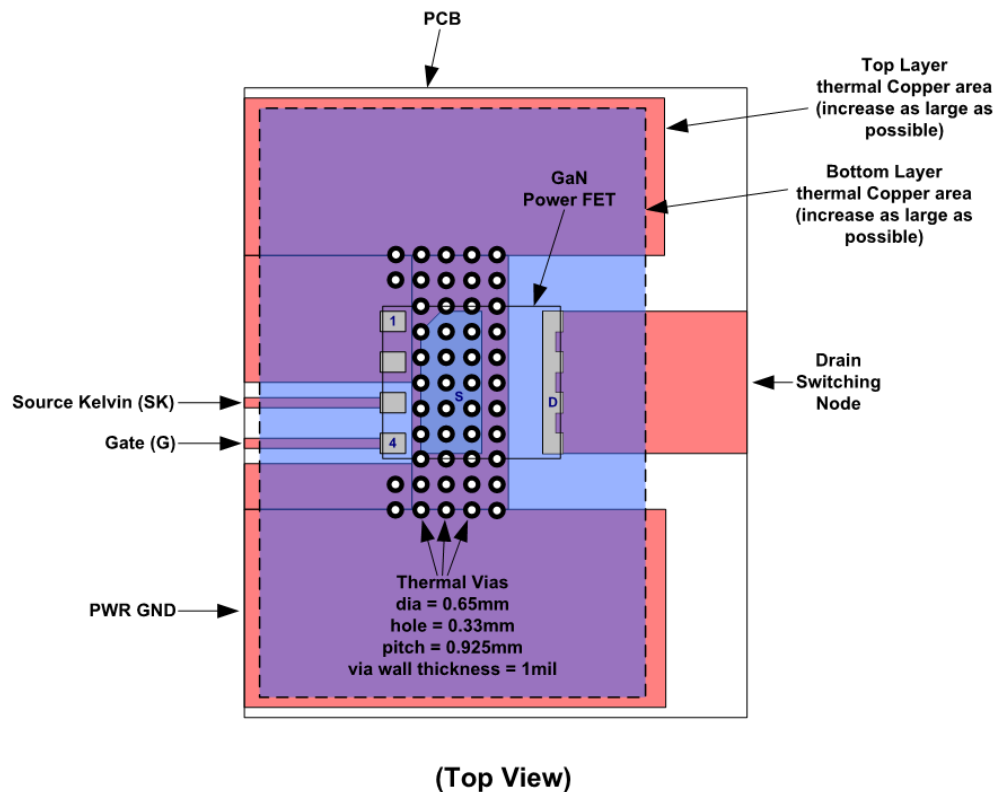 PCB
Top Layer
thermal Copper area
(increase as large as
possible)
GaN
Power FET
Bottom Layer
thermal Copper area
(increase as large as
possible)
1
S
D
4
Drain
Switching
Node
Source Kelvin (SK)
Gate (G)
PWR GND
Thermal Vias
dia = 0.65mm
hole = 0.33mm
pitch = 0.925mm
via wall thickness = 1mil
(Top View)